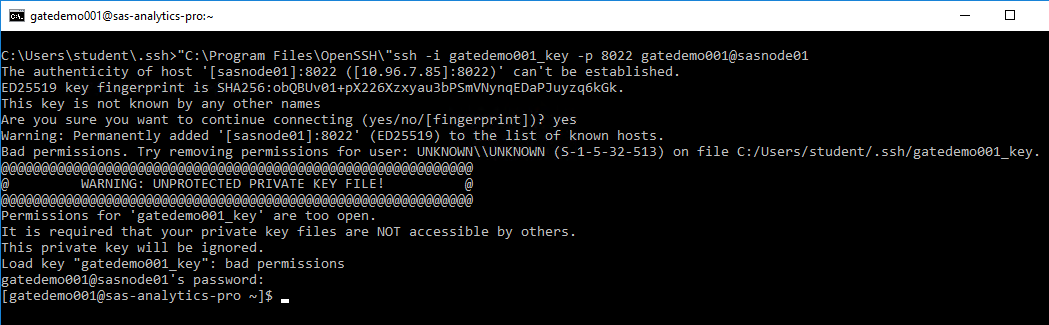 gatedemo001@sas-analytics-pro:~
C:\Users\student\.ssh>"C:\Program Files\OpenSSH\"ssh -i gatedemo001_key -p 8022 gatedemo001@sasnode01
The authenticity of host '[sasnode01]:8022 ([10.96.7.85]:8022)' can't be established.
ED25519 key fingerprint is SHA256:obQBUv01+pX226Xzxyau3bPSmVNynqEDaPJuyzq6kGk.
This key is not known by any other names
Are you sure you want to continue connecting (yes/no/[fingerprint])? yes
Warning: Permanently added '[sasnode01]:8022' (ED25519) to the list of known hosts.
Bad permissions. Try removing permissions for user: UNKNOWN\\UNKNOWN (S-1-5-32-513) on file C:/Users/student/.ssh/gatedemo001_key.
@@@@@@@@@@@@@@@@@@@@@@@@@@@@@@@@@@@@@@@@@@@@@@@@@@@@@@@@@@@
@         WARNING: UNPROTECTED PRIVATE KEY FILE!          @
@@@@@@@@@@@@@@@@@@@@@@@@@@@@@@@@@@@@@@@@@@@@@@@@@@@@@@@@@@@
Permissions for 'gatedemo001_key' are too open.
It is required that your private key files are NOT accessible by others.
This private key will be ignored.
Load key "gatedemo001_key": bad permissions
gatedemo001@sasnode01's password:
[gatedemo001@sas-analytics-pro ~]$